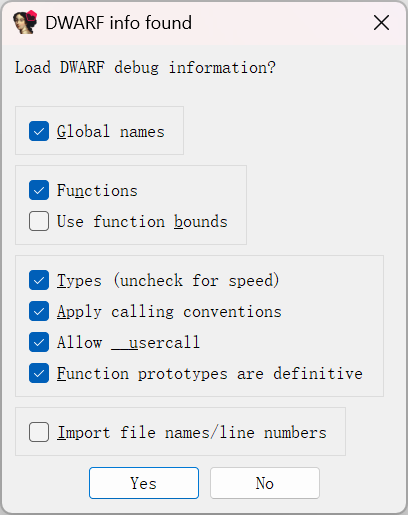 DWARF info found
Load DWARF debug information?
Global names
Functions
Use function bounds
Types (uncheck for speed)
Apply calling conventions
Allow __usercall
Function prototypes are definitive
Import file names/line numbers
Yes No